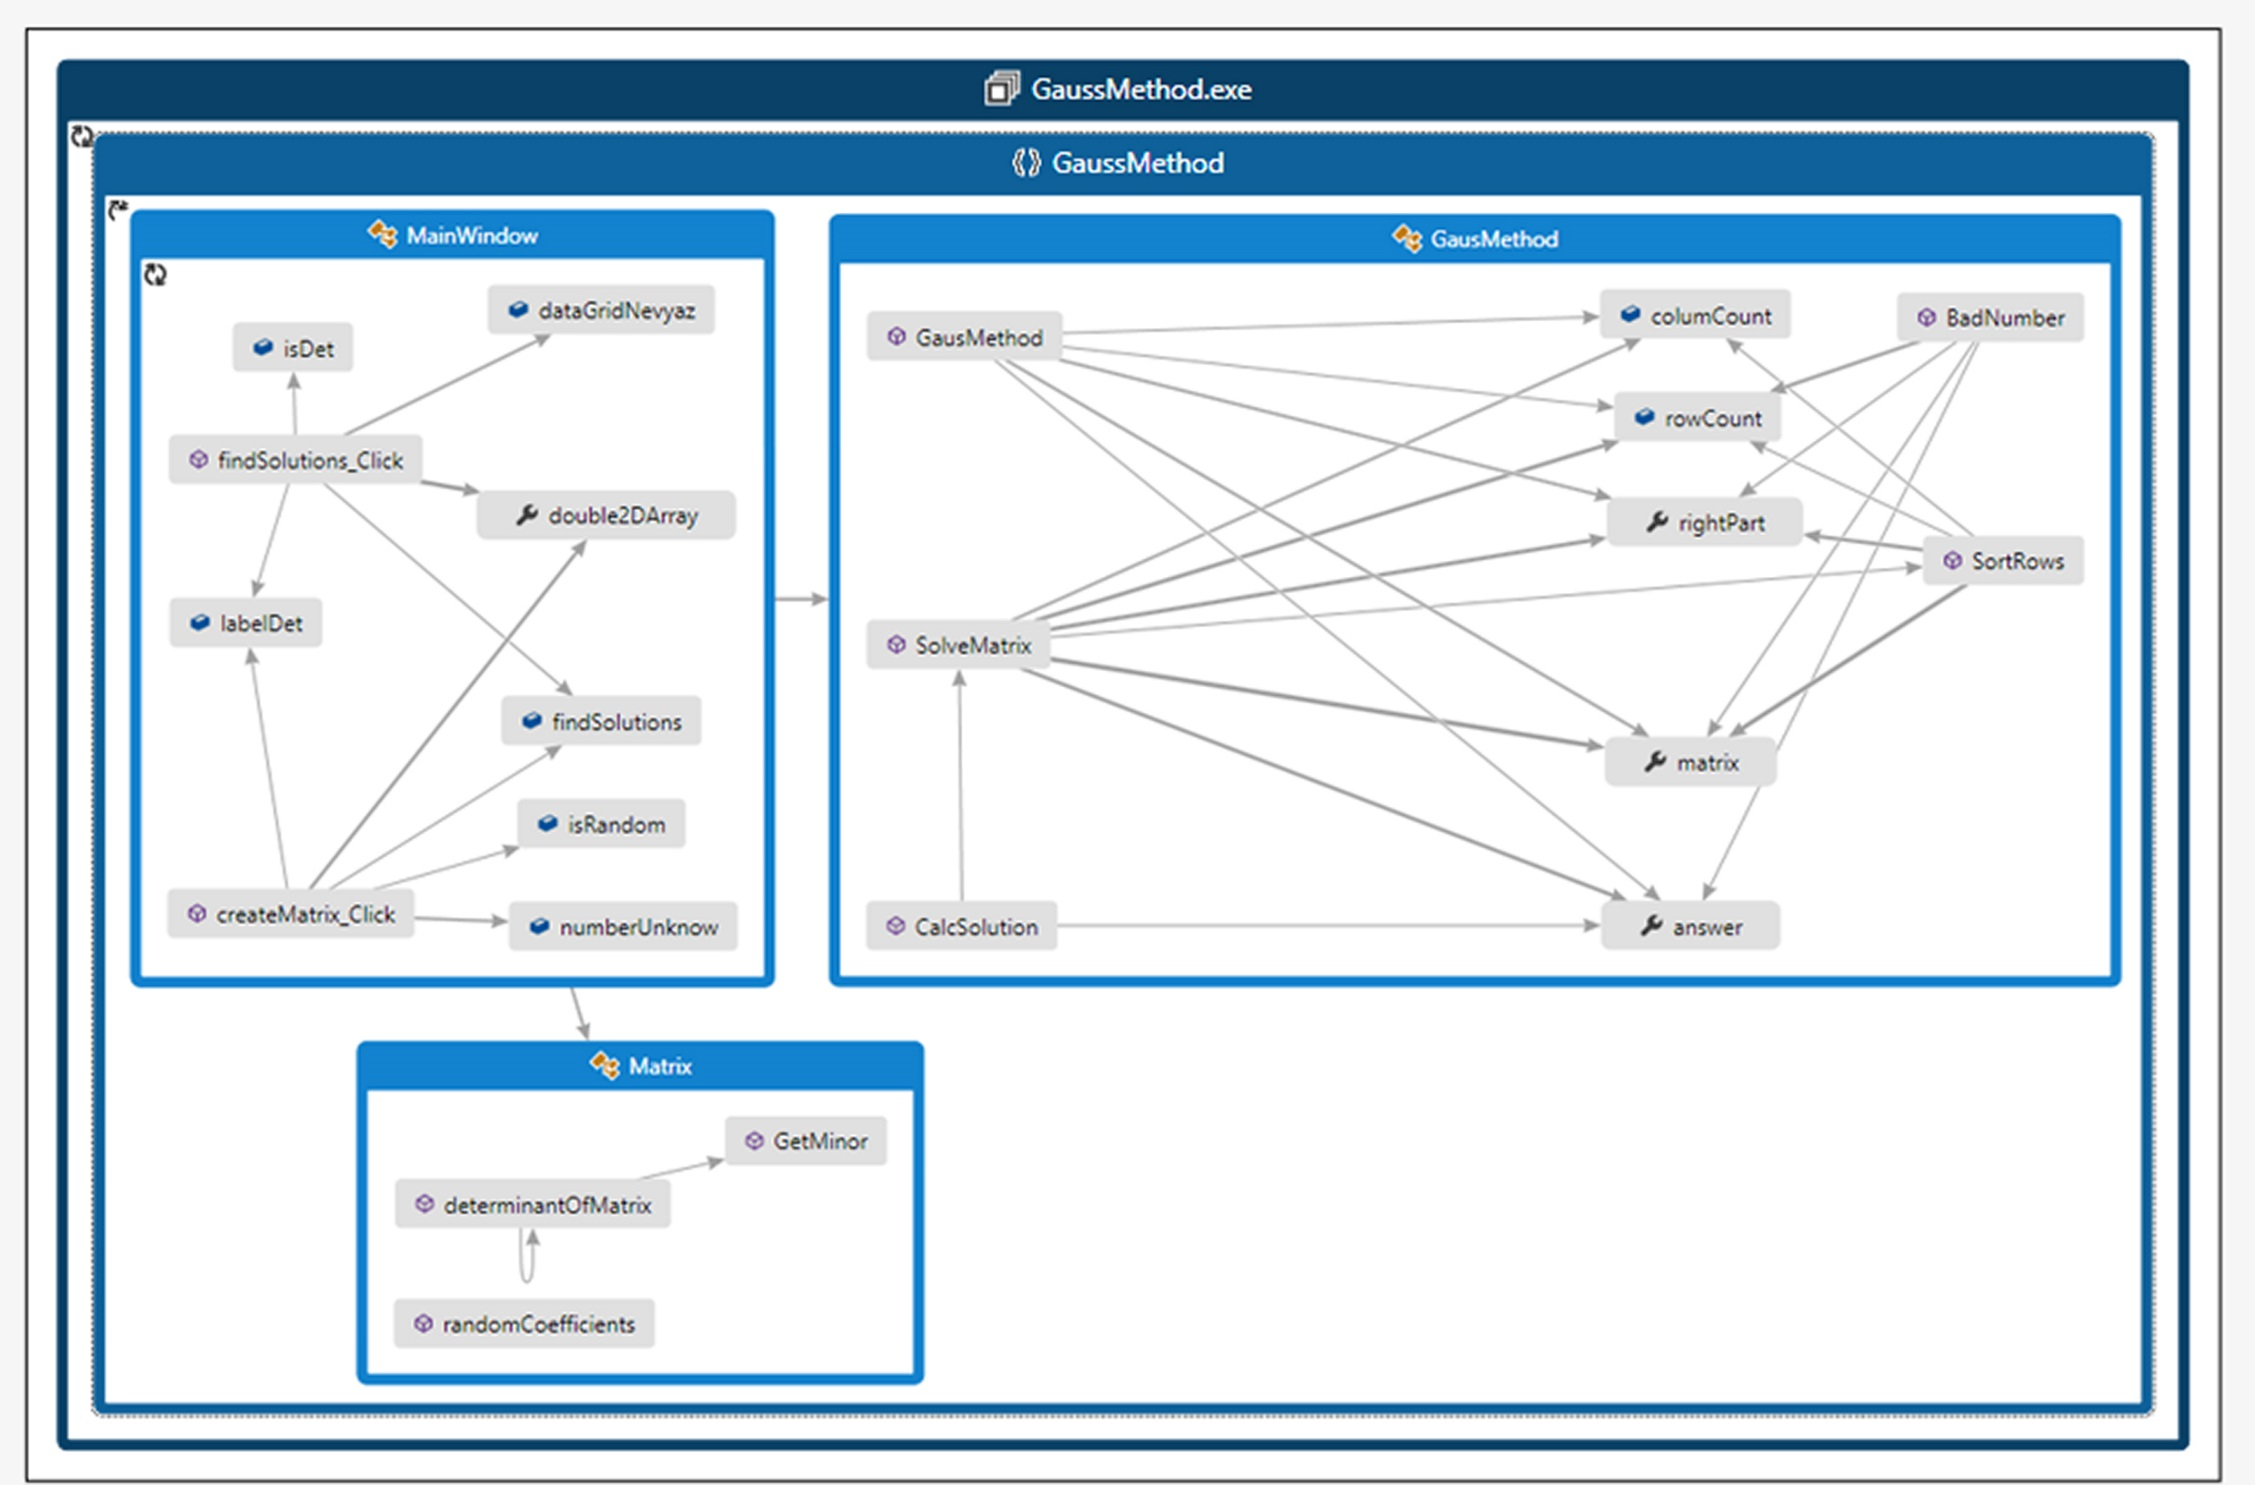 GaussMethod.exe
GaussMethod
MainWindow
dataGridNevyaz
isDet
findSolutions_Click
double2DArray
labelDet
findSolutions
isRandom
createMatrix_Click
numberUnknow
GausMethod
columCount
BadNumber
GausMethod
rowCount
rightPart
SortRows
SolveMatrix
matrix
CalcSolution
answer
Matrix
GetMinor
determinantOfMatrix
randomCoefficients